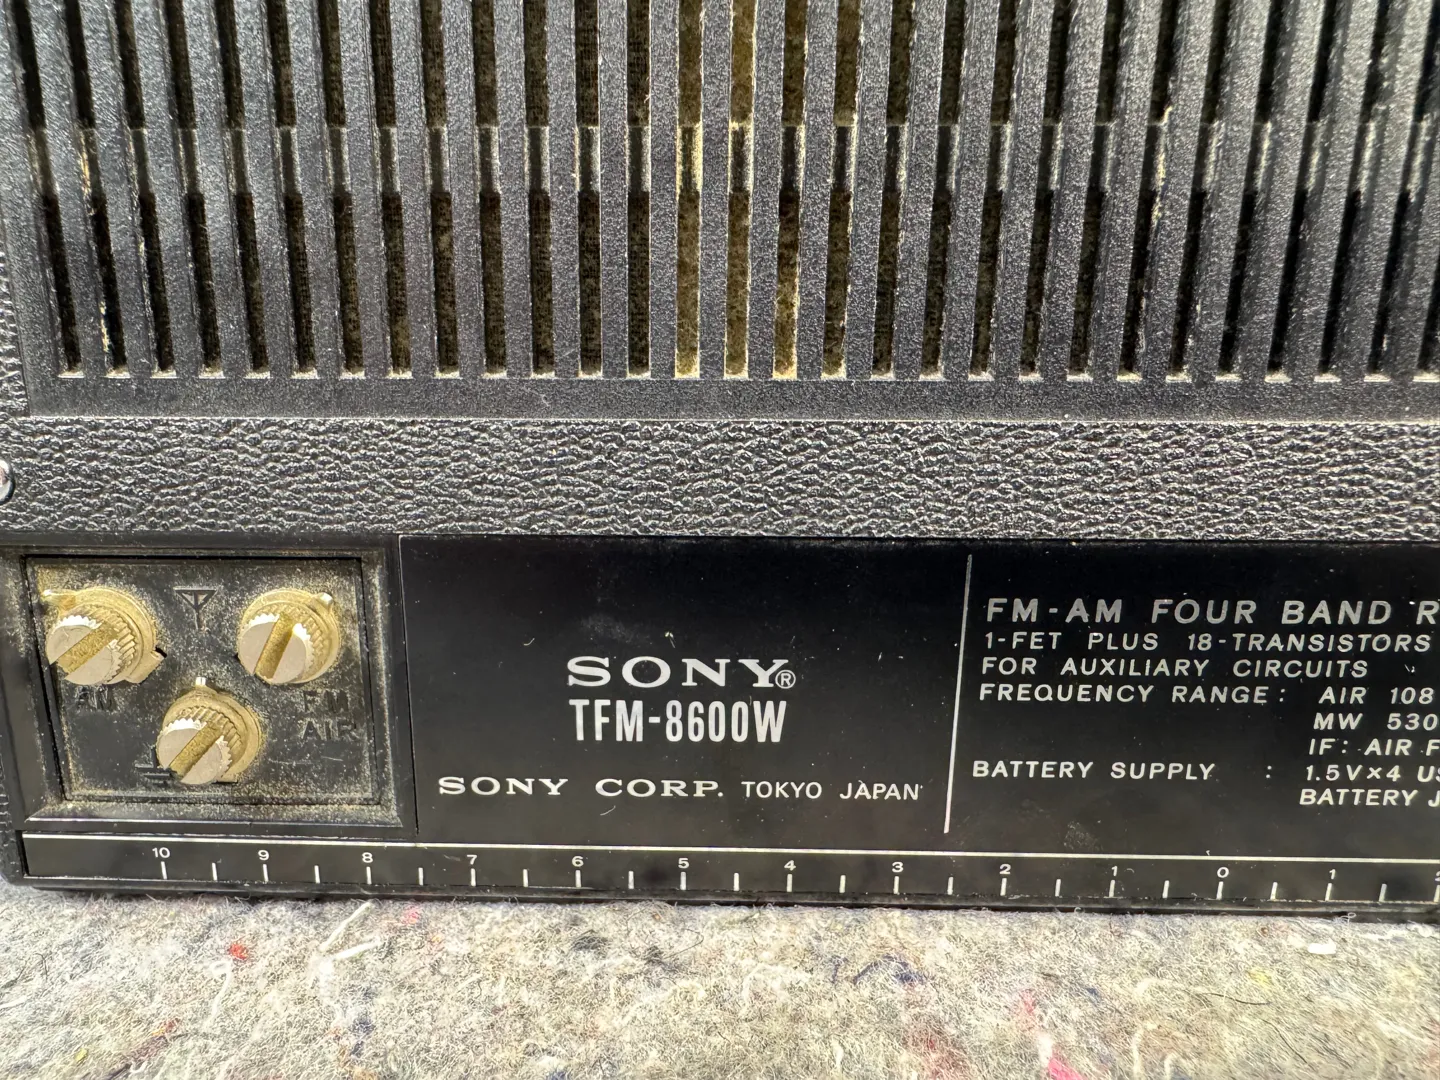 AM
FM
AIR
SONY®
TFM-8600W
SONY CORP. TOKYO JAPAN
FM-AM FOUR BAND R
1-FET PLUS 18-TRANSISTORS
FOR AUXILIARY CIRCUITS
FREQUENCY RANGE: AIR 108
MW 530
IF: AIR F
BATTERY SUPPLY : 1.5V×4 US
BATTERY J
10 9 8 7 6 5 4 3 2 1 0 1 2